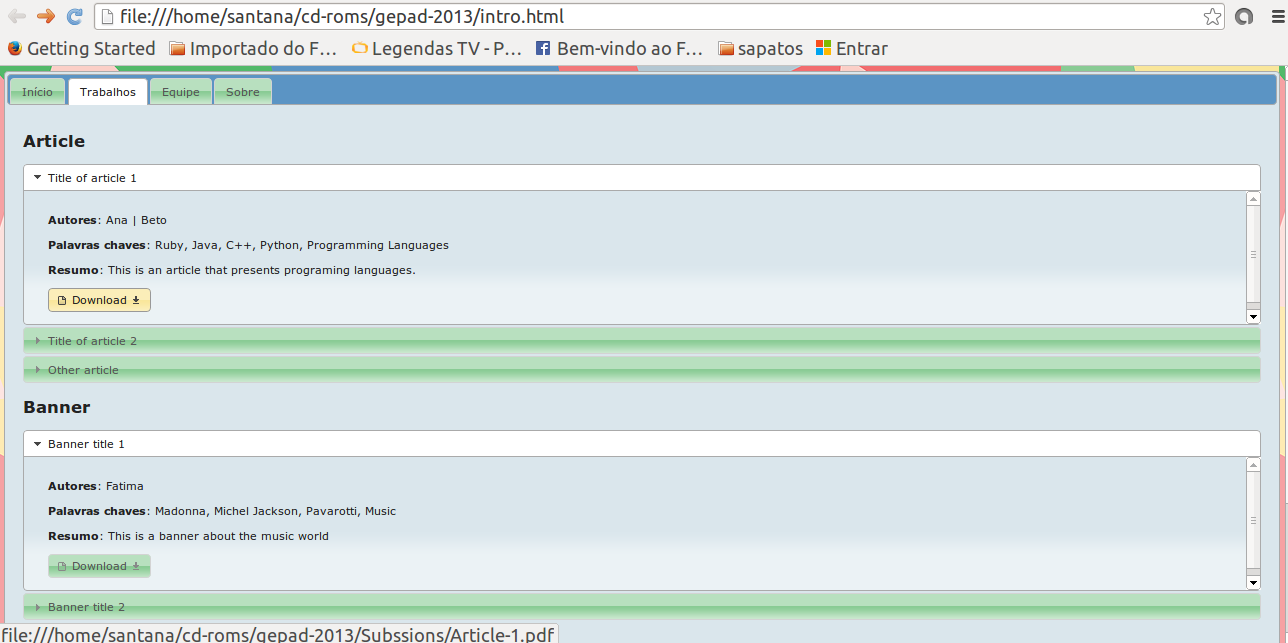 file:///home/santana/cd-roms/gepad-2013/intro.html
Getting Started Importado do F... Legendas TV - P... Bem-vindo ao F... sapatos Entrar
Início Trabalhos Equipe Sobre
Article
Title of article 1
Autores: Ana | Beto
Palavras chaves: Ruby, Java, C++, Python, Programming Languages
Resumo: This is an article that presents programing languages.
Download
Title of article 2
Other article
Banner
Banner title 1
Autores: Fatima
Palavras chaves: Madonna, Michel Jackson, Pavarotti, Music
Resumo: This is a banner about the music world
Download
Banner title 2
file:///home/santana/cd-roms/gepad-2013/Subssions/Article-1.pdf